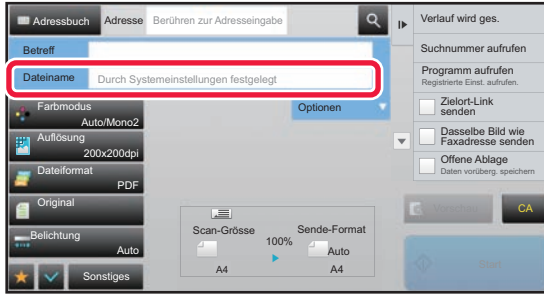 Adressbuch Adresse Berühren zur Adresseingabe
Betreff
Dateiname Durch Systemeinstellungen festgelegt
Farbmodus
Auto/Mono2
Auflösung
200x200dpi
Dateiformat
PDF
Original
Belichtung
Auto
Sonstiges
Optionen
Scan-Grösse
A4
100%
Sende-Format
Auto
A4
Verlauf wird ges.
Suchnummer aufrufen
Programm aufrufen
Registrierte Einst. aufrufen.
Zielort-Link
senden
Dasselbe Bild wie
Faxadresse senden
Offene Ablage
Daten vorüberg. speichern
CA
Start